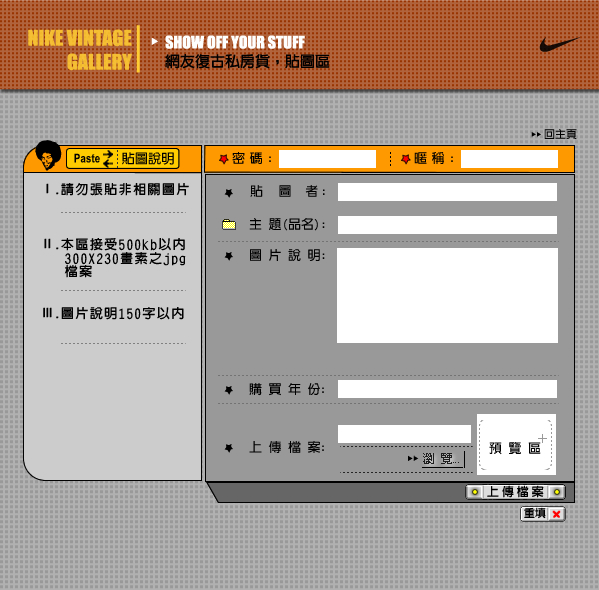 NIKE VINTAGE
GALLERY
SHOW OFF YOUR STUFF
網友復古私房貨，貼圖區
回主頁
Paste 貼圖說明
密碼：
暱稱：
I .請勿張貼非相關圖片
II .本區接受500kb以內
300X230畫素之jpg
檔案
III .圖片說明150字以內
貼圖者：
主題(品名)：
圖片說明：
購買年份：
上傳檔案：
瀏覽...
預覽區
上傳檔案
重填